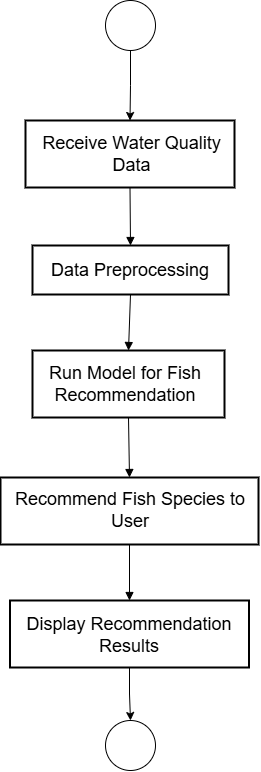 Receive Water Quality
Data
Data Preprocessing
Run Model for Fish
Recommendation
Recommend Fish Species to
User
Display Recommendation
Results